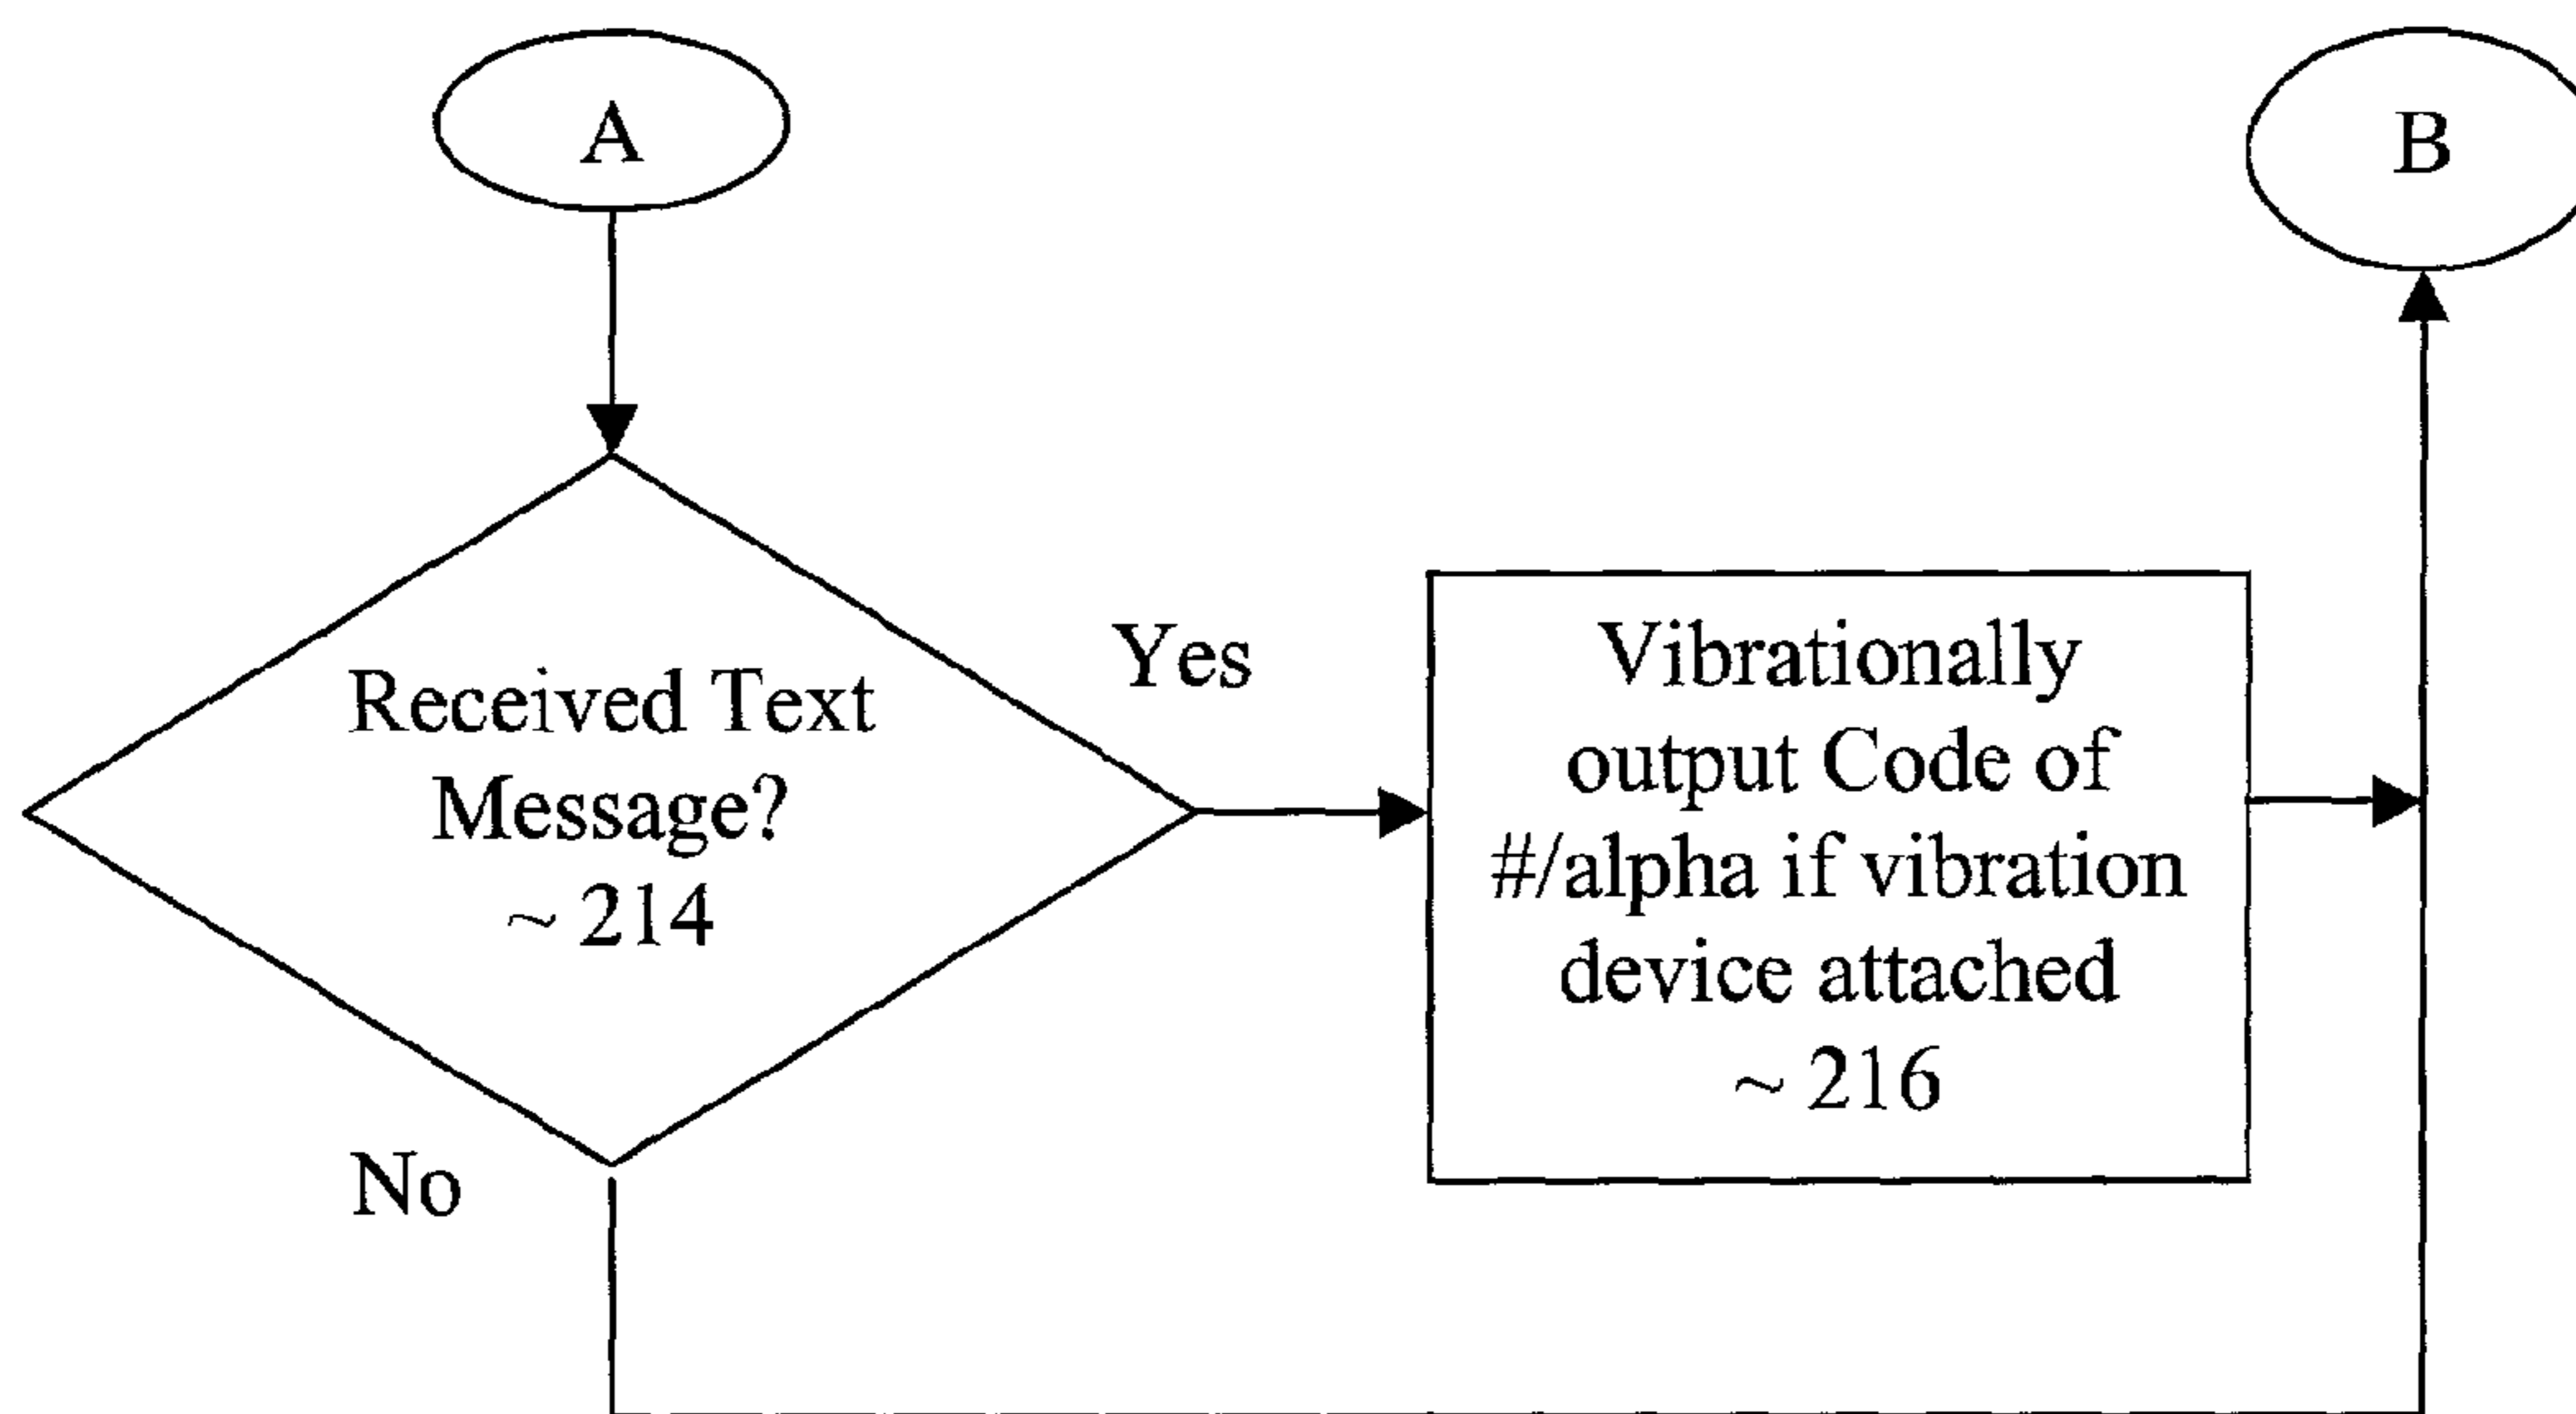 A
B
Received Text
Message?
~ 214
Yes
Vibrationally
output Code of
#/alpha if vibration
device attached
~ 216
No